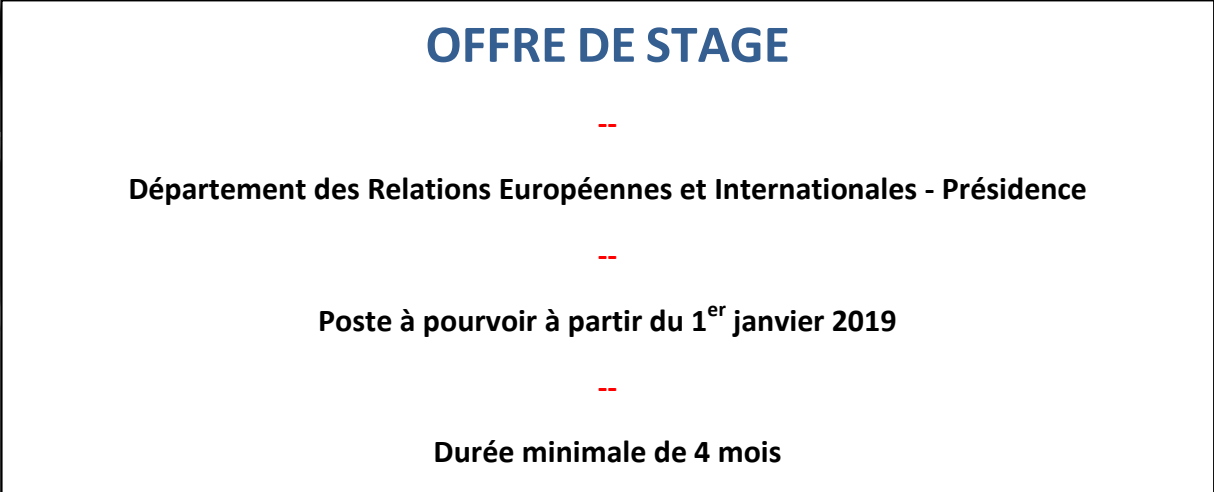 OFFRE DE STAGE
--
Département des Relations Européennes et Internationales - Présidence
--
Poste à pourvoir à partir du 1er janvier 2019
--
Durée minimale de 4 mois